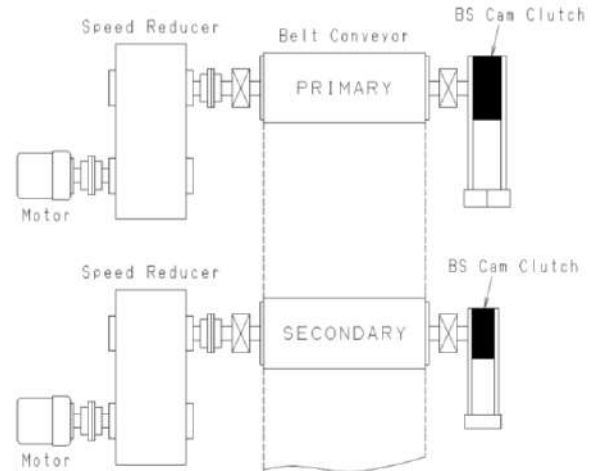 BS Cam Clutch
Speed Reducer
Belt Conveyor
PRIMARY
Motor
Speed Reducer
BS Cam Clutch
SECONDARY
Motor